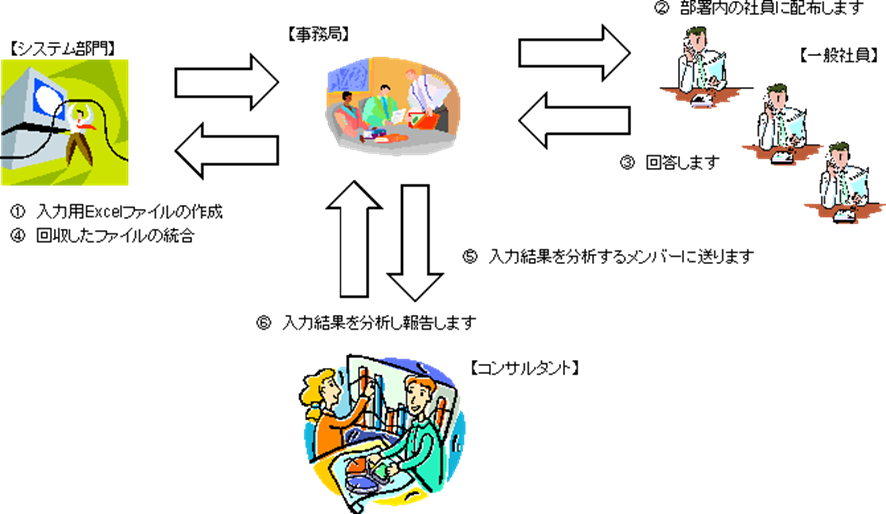 ② 部署内の社員に配布します
【事務局】
【システム部門】
【一般社員】
③ 回答します
① 入力用Excelファイルの作成
④ 回収したファイルの統合
⑤ 入力結果を分析するメンバーに送ります
⑥ 入力結果を分析し報告します
【コンサルタント】